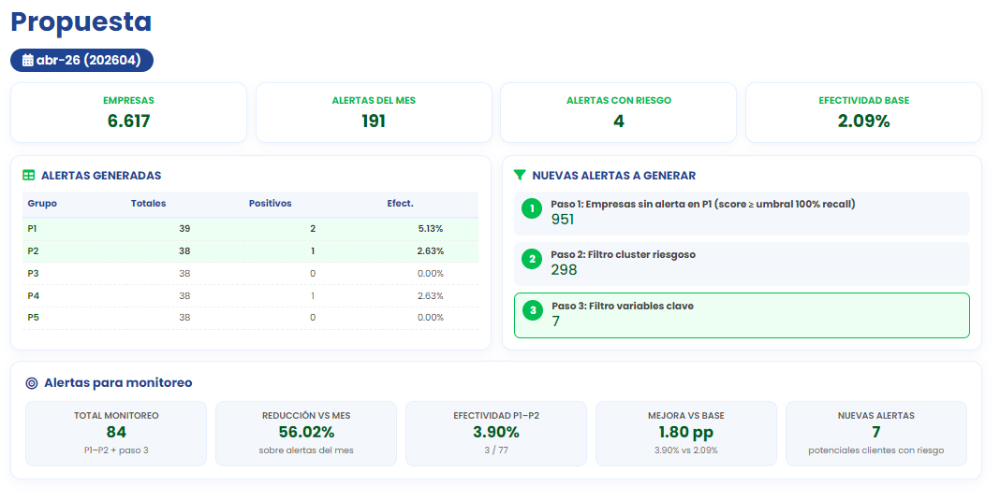 Propuesta
abr-26 (202604)
EMPRESAS
6.617
ALERTAS DEL MES
191
ALERTAS CON RIESGO
4
EFECTIVIDAD BASE
2.09%
ALERTAS GENERADAS
Grupo Totales Positivos Efect.
P1 39 2 5.13%
P2 38 1 2.63%
P3 38 0 0.00%
P4 38 1 2.63%
P5 38 0 0.00%
NUEVAS ALERTAS A GENERAR
1 Paso 1: Empresas sin alerta en P1 (score ≥ umbral 100% recall)
951
2 Paso 2: Filtro cluster riesgoso
298
3 Paso 3: Filtro variables clave
7
Alertas para monitoreo
TOTAL MONITOREO
84
P1–P2 + paso 3
REDUCCIÓN VS MES
56.02%
sobre alertas del mes
EFECTIVIDAD P1–P2
3.90%
3 / 77
MEJORA VS BASE
1.80 pp
3.90% vs 2.09%
NUEVAS ALERTAS
7
potenciales clientes con riesgo